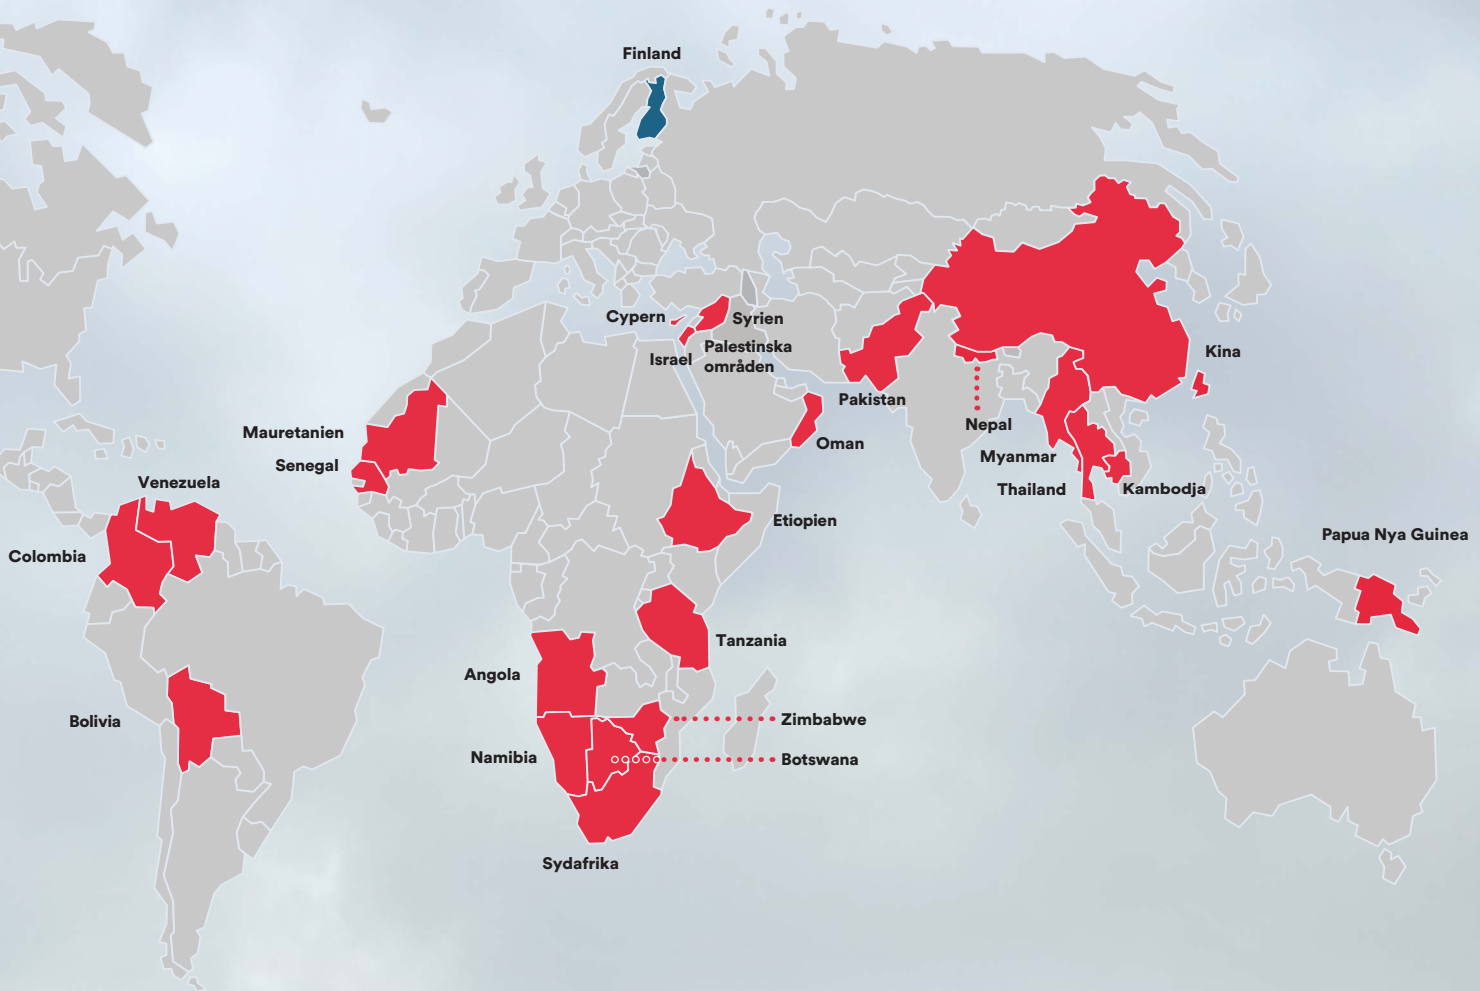 Finland
Cypern
Syrien
Israel
Palestinska
områden
Kina
Pakistan
Nepal
Oman
Mauretanien
Senegal
Myanmar
Venezuela
Thailand
Kambodja
Etiopien
Papua Nya Guinea
Colombia
Tanzania
Angola
Bolivia
Zimbabwe
Namibia
Botswana
Sydafrika